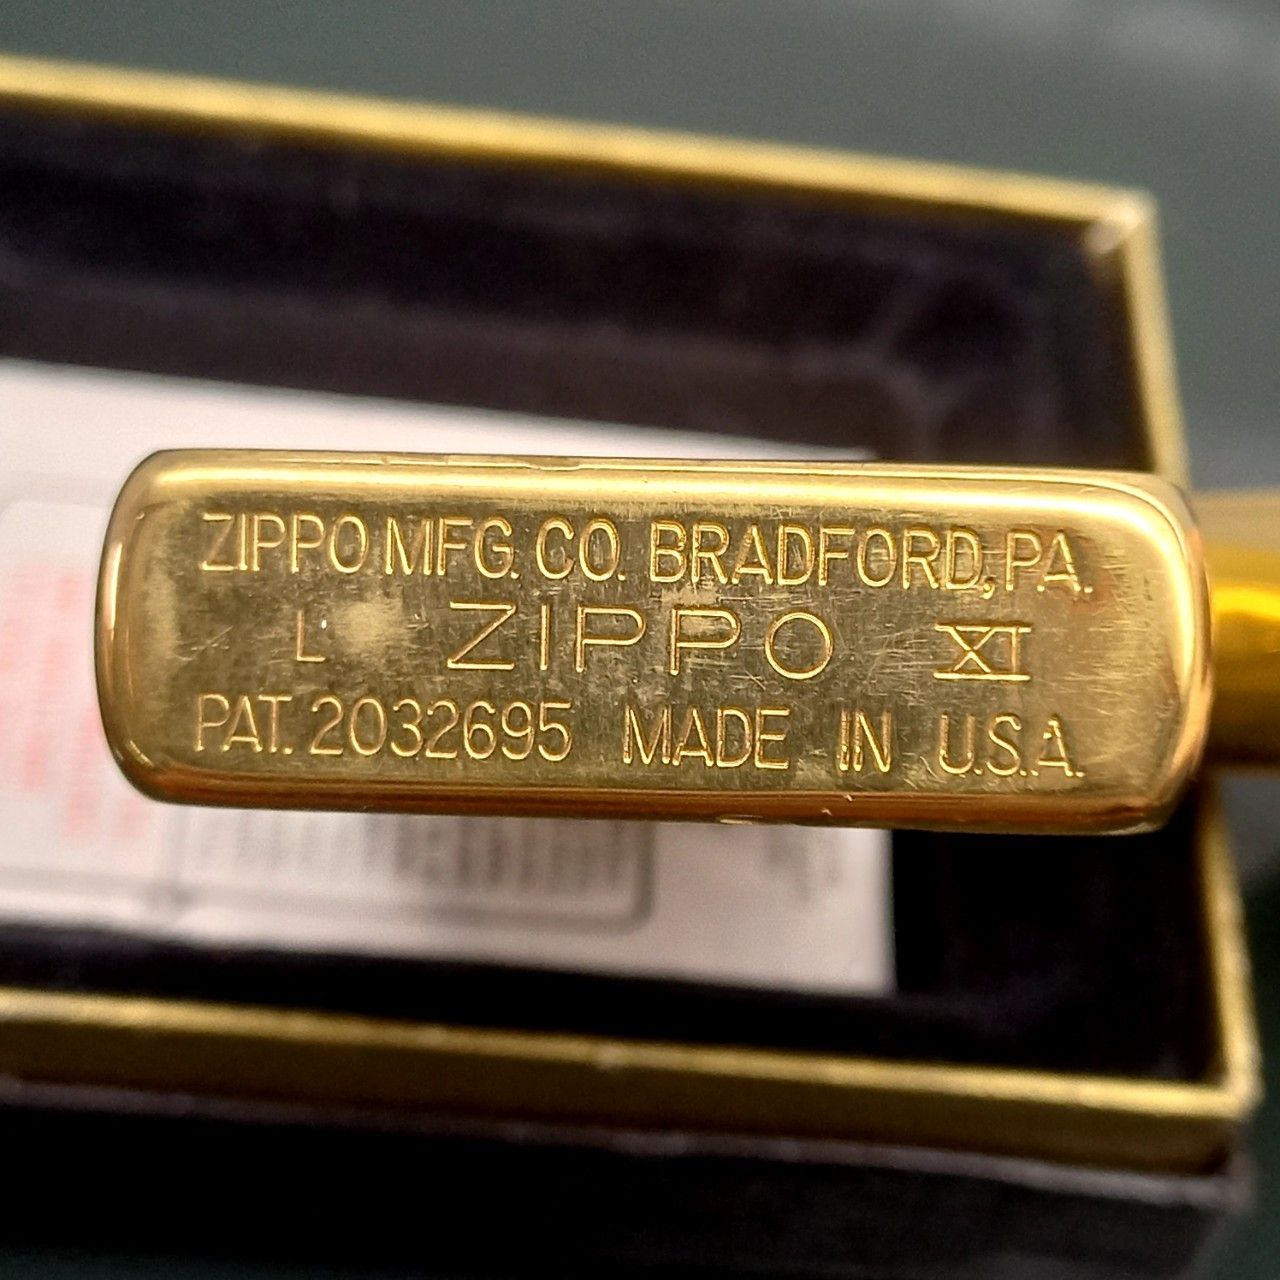 ZIPPO MFG. CO. BRADFORD, PA.
L ZIPPO XI
PAT. 2032695 MADE IN U.S.A.